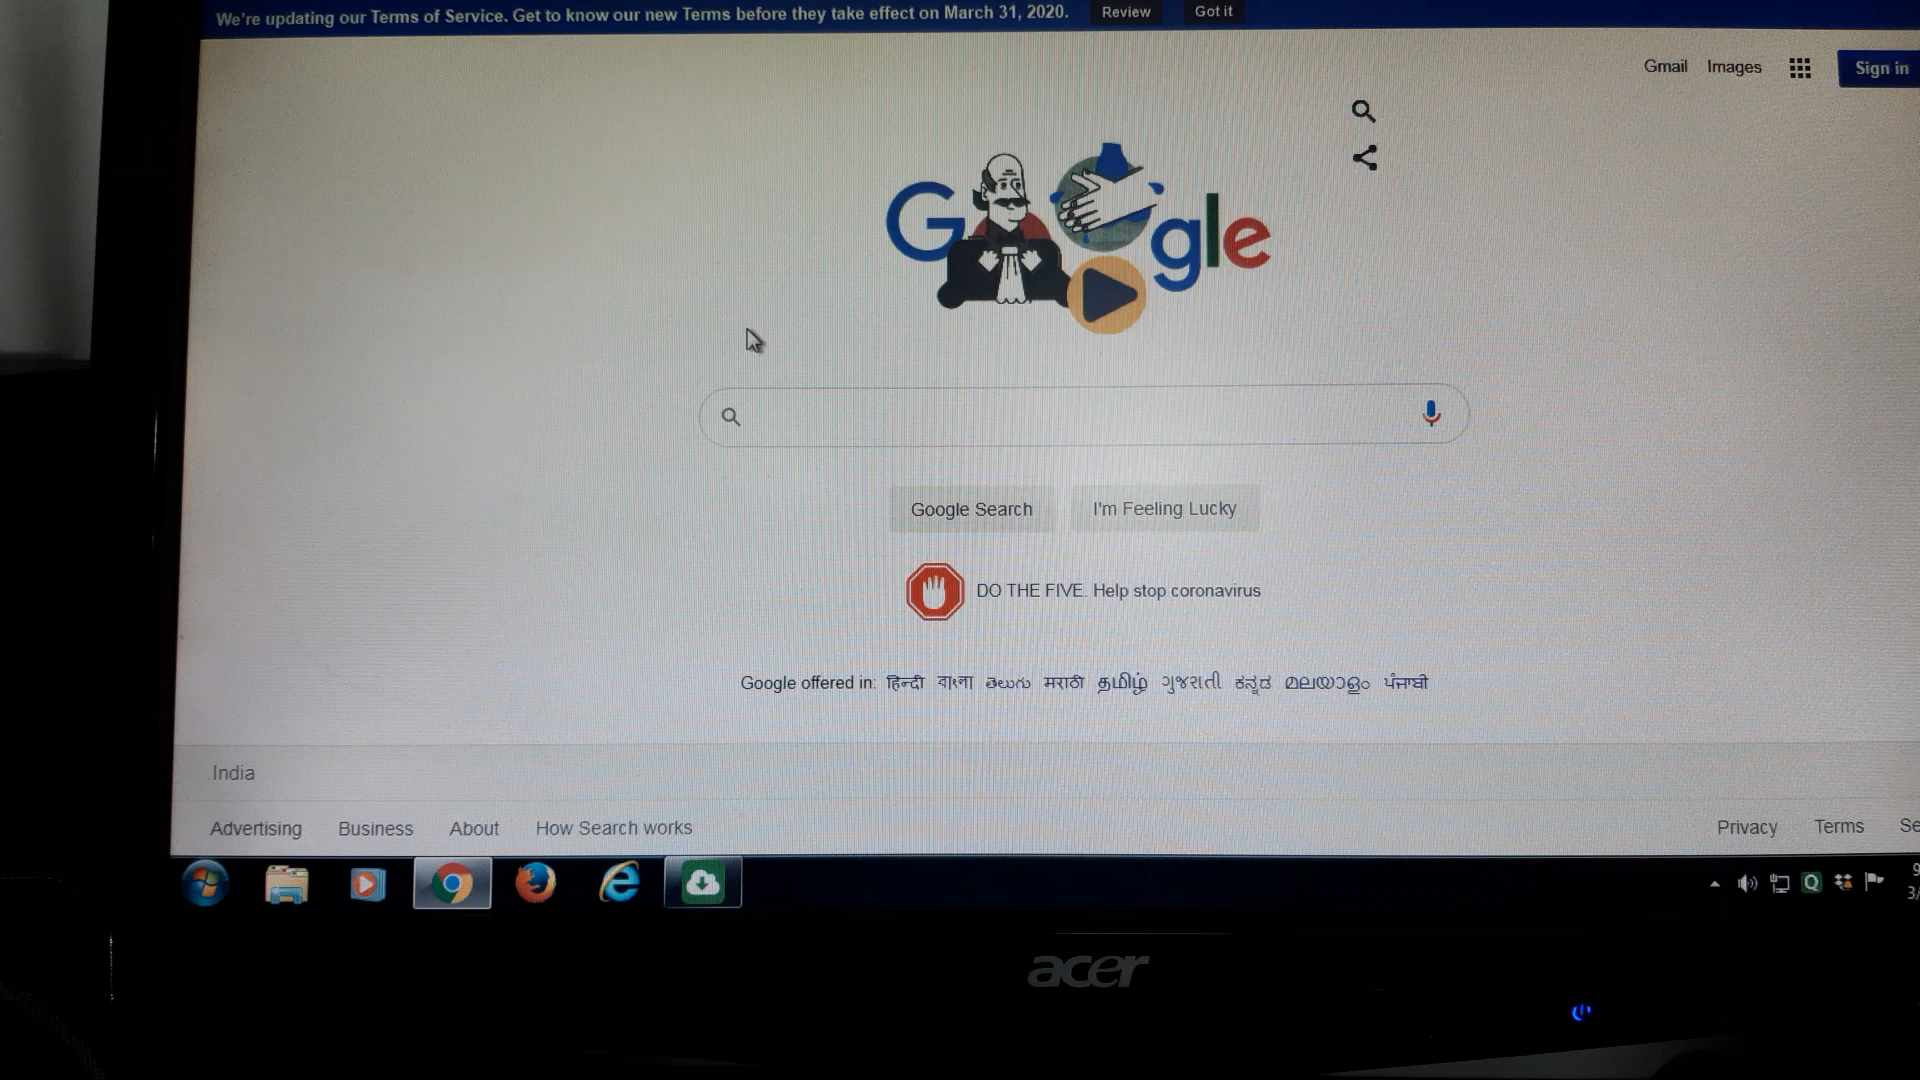 We're updating our Terms of Service. Get to know our new Terms before they take effect on March 31, 2020. Review Got it
Gmail Images Sign in
Google
Google Search I'm Feeling Lucky
DO THE FIVE. Help stop coronavirus
Google offered in: हिन्दी বাংলা తెలుగు मराठी தமிழ் ગુજરાતી ಕನ್ನಡ മലയാളം ਪੰਜਾਬੀ
India
Advertising Business About How Search works Privacy Terms
acer